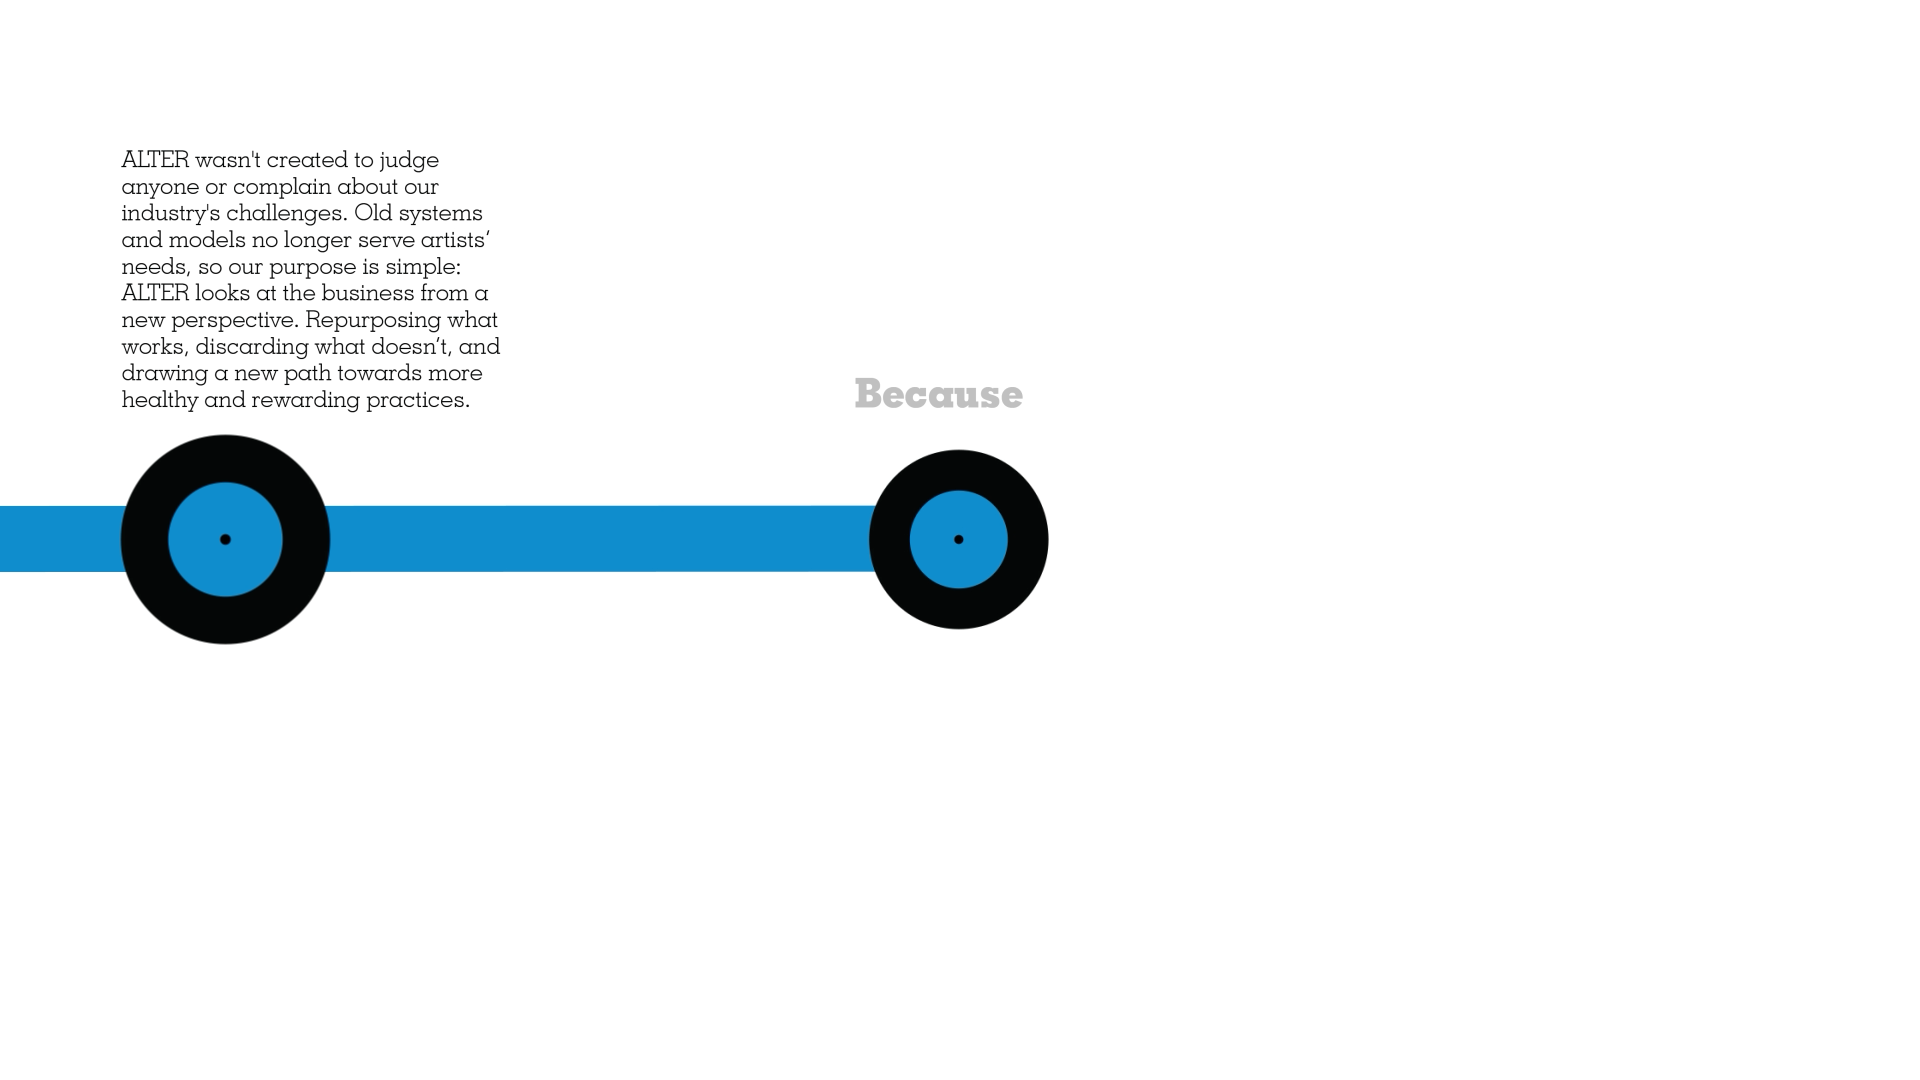 ALTER wasn't created to judge
anyone or complain about our
industry's challenges. Old systems
and models no longer serve artists’
needs, so our purpose is simple:
ALTER looks at the business from a
new perspective. Repurposing what
works, discarding what doesn’t, and
drawing a new path towards more
healthy and rewarding practices.
Because